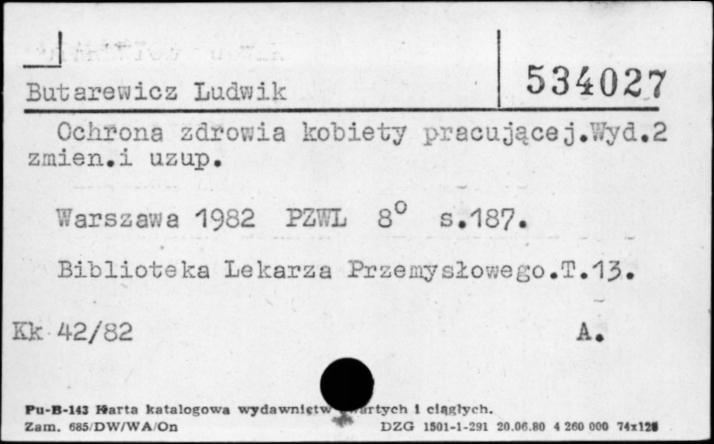 534027
Butarewicz Ludwik
Ochrona zdrowia kobiety pracującej.Wyd.2
zmien.i uzup.
Warszawa 1982 PZWL 8° s.187.
Biblioteka Lekarza Przemysłowego.T.13.
Kk 42/82 A.
Pu-B-143 Karta katalogowa wydawnictw zwartych i ciągłych.
Zam. 685/DW/WA/On DZG 1501-1-291 20.06.80 4 260 000 74x128